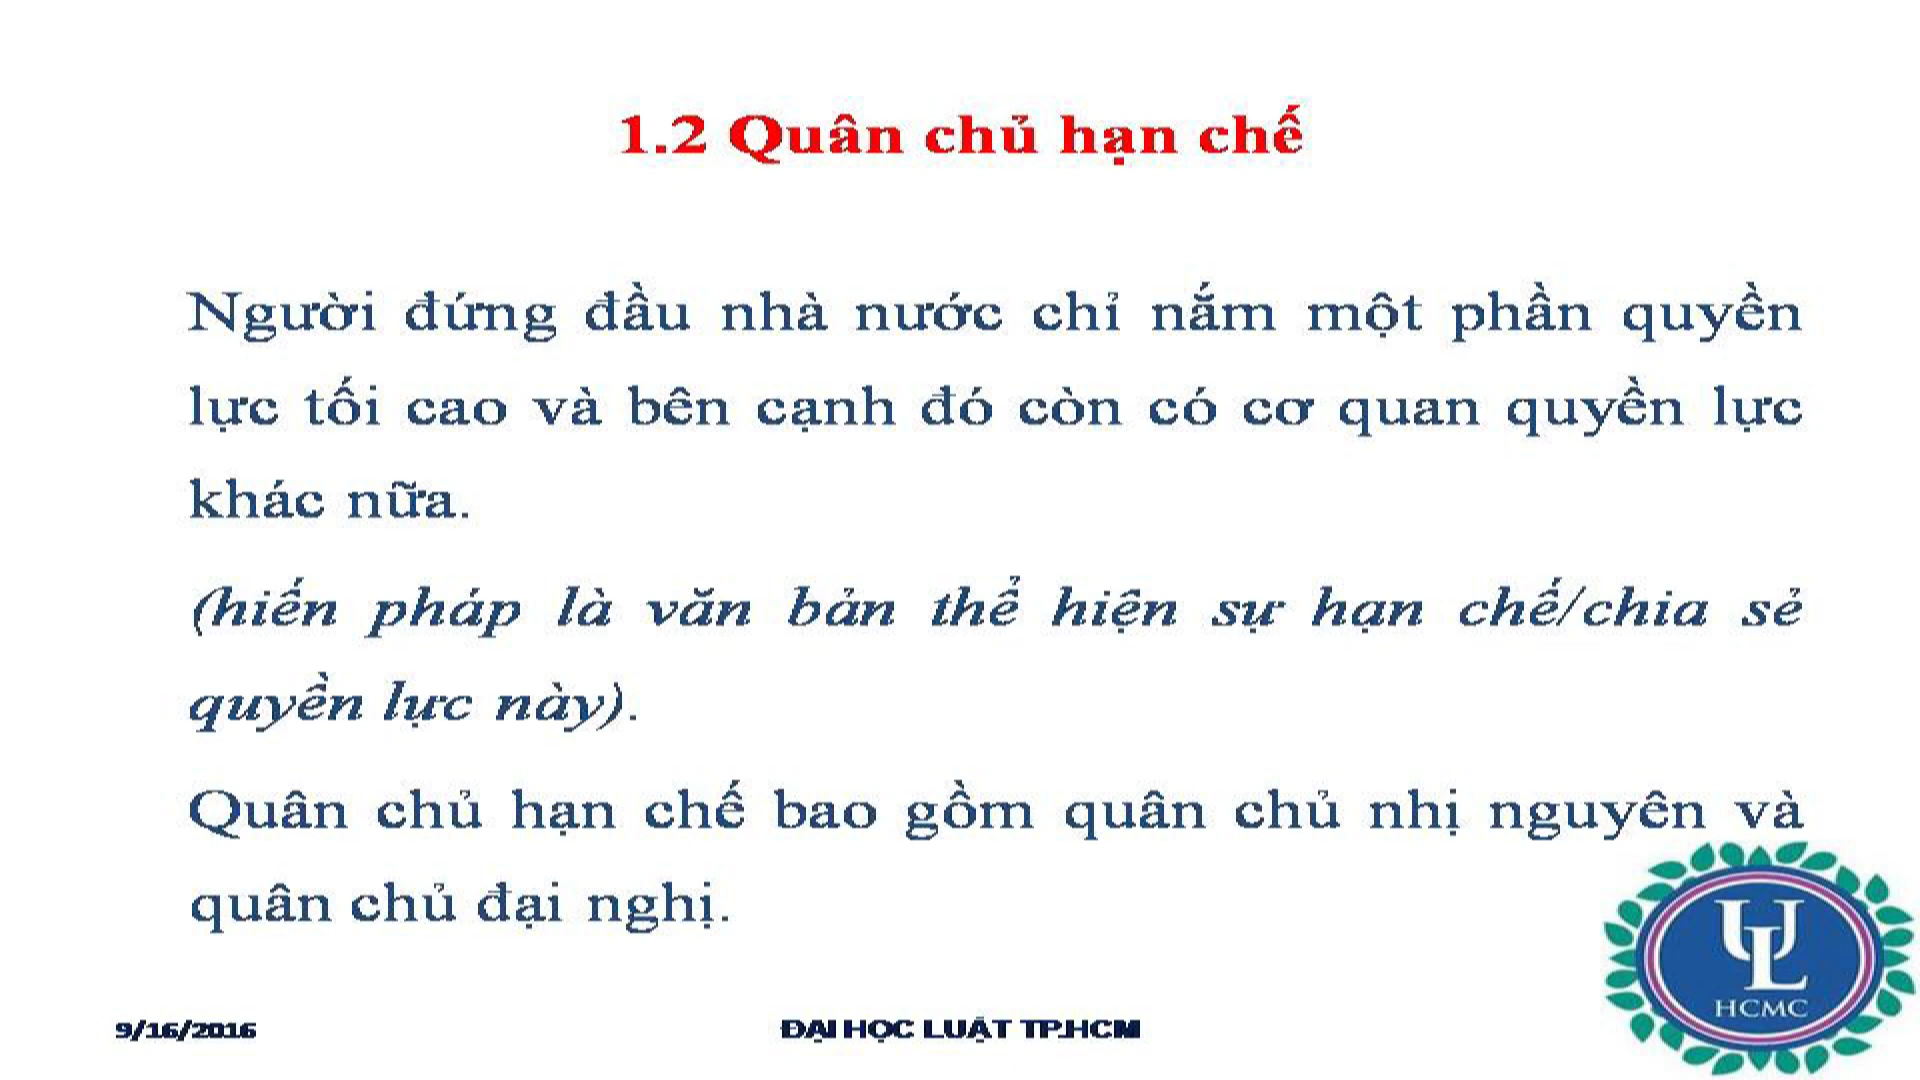 1.2 Quân chủ hạn chế
Người đứng đầu nhà nước chỉ nắm một phần quyền
lực tối cao và bên cạnh đó còn có cơ quan quyền lực
khác nữa.
(hiến pháp là văn bản thể hiện sự hạn chế/chia sẻ
quyền lực này).
Quân chủ hạn chế bao gồm quân chủ nhị nguyên và
quân chủ đại nghị.
UL
HCMC
9/16/2016
ĐẠI HỌC LUẬT TP.HCM